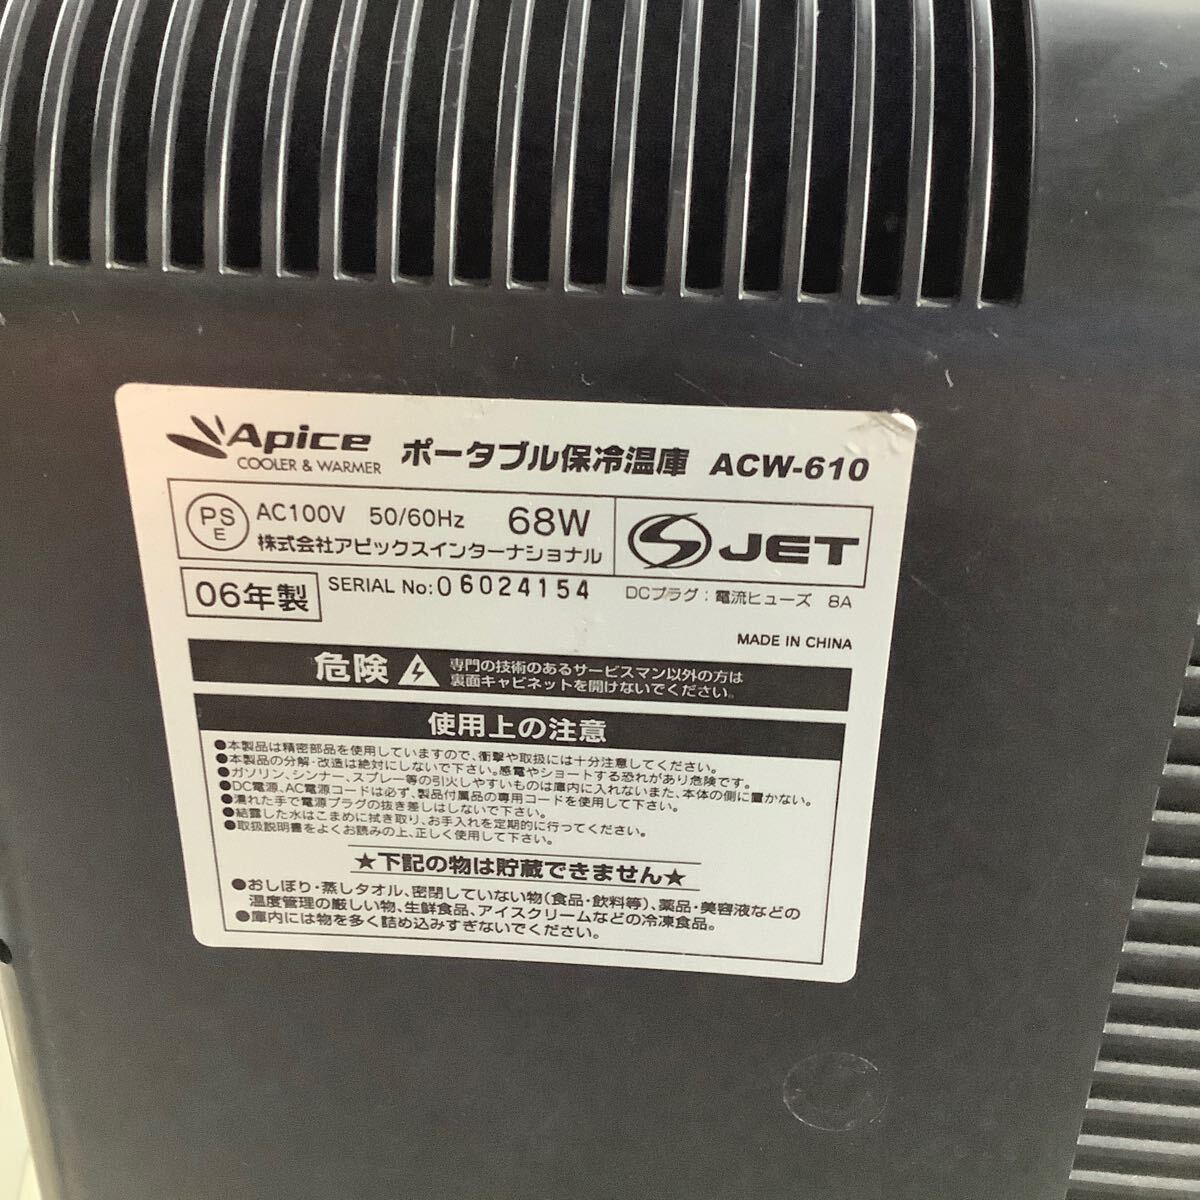 Apice
COOLER & WARMER
ポータブル保冷温庫 ACW-610
PS
E
AC100V 50/60Hz 68W
株式会社アピックスインターナショナル
JET
06年製
SERIAL No:06024154
DCプラグ:電流ヒューズ 8A
MADE IN CHINA
危険
専門の技術のあるサービスマン以外の方は
裏面キャビネットを開けないでください。
使用上の注意
●本製品は精密部品を使用していますので、衝撃や取扱には十分注意してください。
●本製品の分解・改造は絶対にしないで下さい。感電やショートする恐れがあり危険です。
●ガソリン、シンナー、スプレー等の引火しやすいものは庫内に入れないまた、本体の側に置かない。
●DC電源、AC電源コードは必ず、製品付属品の専用コードを使用して下さい。
●濡れた手で電源プラグの抜き差しはしないで下さい。
●結露した水はこまめに拭き取り、お手入れを定期的に行ってください。
●取扱説明書をよくお読みの上、正しく使用して下さい。
★下記の物は貯蔵できません★
●おしぼり・蒸しタオル、密閉していない物(食品・飲料等)、薬品・美容液などの
温度管理の厳しい物、生鮮食品、アイスクリームなどの冷凍食品。
●庫内には物を多く詰め込みすぎないでください。